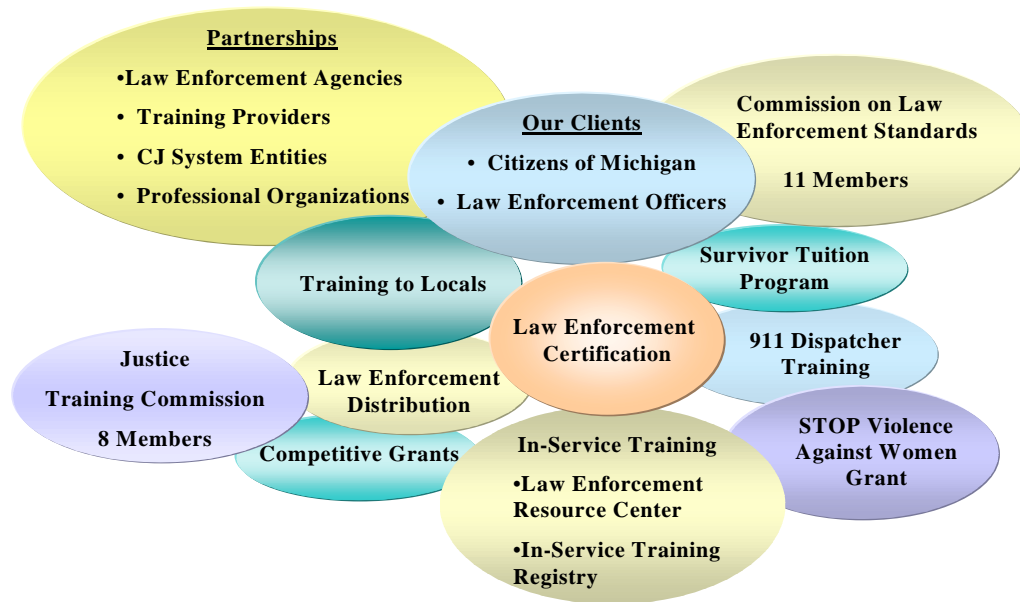 Partnerships
•Law Enforcement Agencies
• Training Providers
• CJ System Entities
• Professional Organizations
Our Clients
• Citizens of Michigan
• Law Enforcement Officers
Commission on Law
Enforcement Standards
11 Members
Training to Locals
Survivor Tuition
Program
Law Enforcement
Certification
911 Dispatcher
Training
Justice
Training Commission
8 Members
Law Enforcement
Distribution
Competitive Grants
In-Service Training
•Law Enforcement
Resource Center
•In-Service Training
Registry
STOP Violence
Against Women
Grant